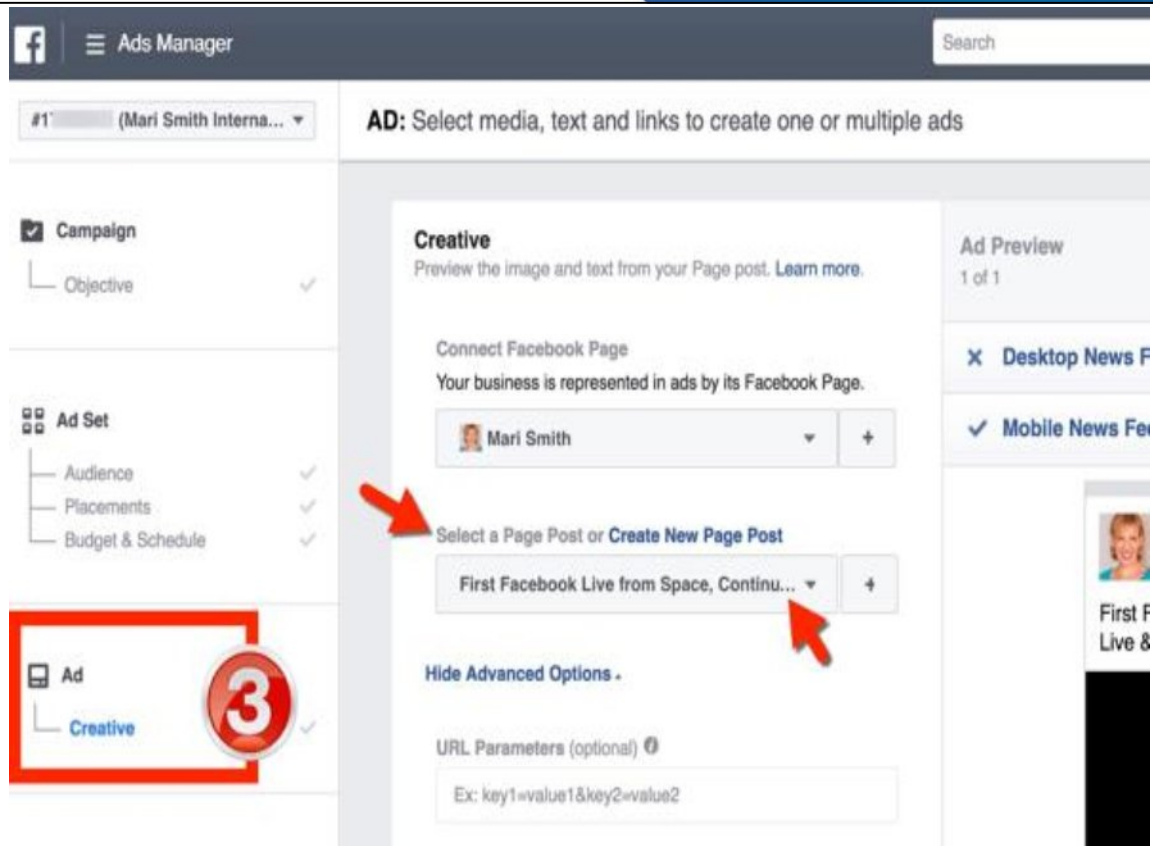 f ☰ Ads Manager
Search
#1 (Mari Smith Interna...
AD: Select media, text and links to create one or multiple ads
Campaign
Objective
Ad Set
Audience
Placements
Budget & Schedule
Ad
Creative
3
Creative
Preview the image and text from your Page post. Learn more.
Connect Facebook Page
Your business is represented in ads by its Facebook Page.
Mari Smith
+
Select a Page Post or Create New Page Post
First Facebook Live from Space, Continu...
+
Hide Advanced Options
URL Parameters (optional)
Ex: key1=value1&key2=value2
Ad Preview
1 of 1
Desktop News F
Mobile News Fee
First F
Live &